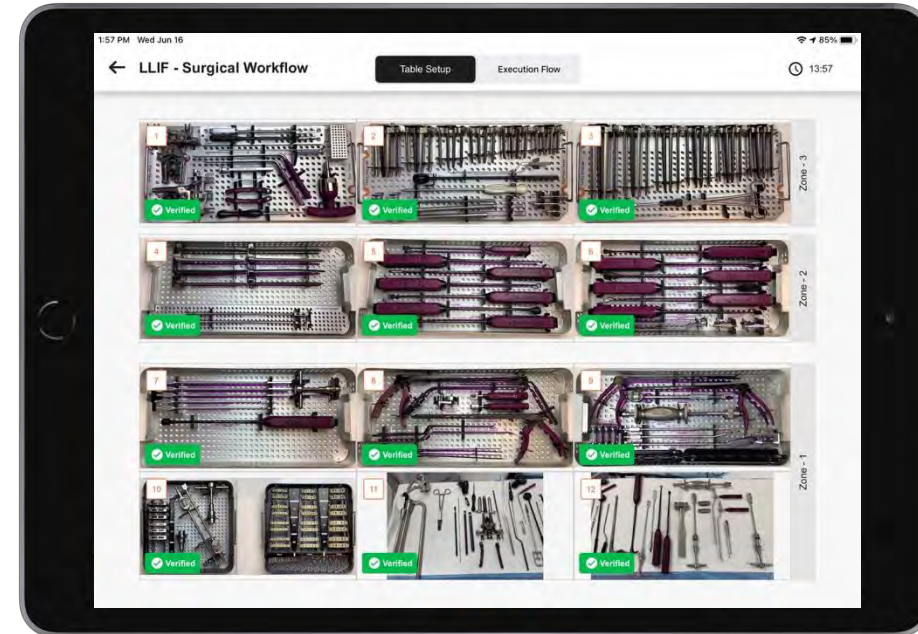 1:57 PM Wed Jun 16
85%
← LLIF - Surgical Workflow
Table Setup
Execution Flow
13:57
1
Verified
2
Verified
3
Verified
Zone - 3
4
Verified
5
Verified
6
Verified
Zone - 2
7
Verified
8
Verified
9
Verified
10
Verified
11
Verified
12
Verified
Zone - 1